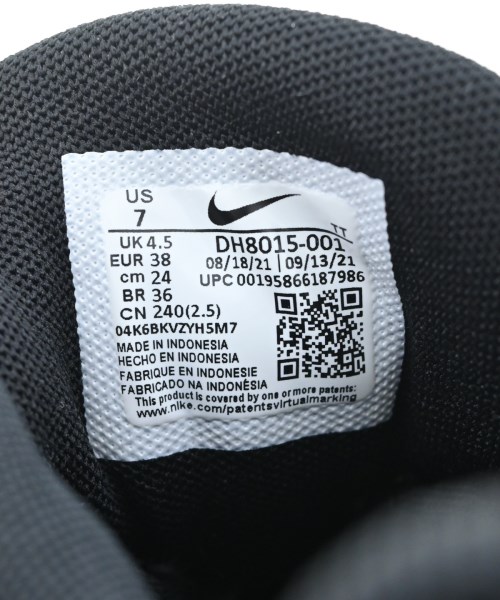 US
7
UK 4.5
EUR 38
cm 24
BR 36
CN 240(2.5)
04K6BKVZYH5M7
TT
DH8015-001
08/18/21 | 09/13/21
UPC 00195866187986
MADE IN INDONESIA
HECHO EN INDONESIA
FABRIQUE EN INDONESIE
FABRICADO NA INDONÉSIA
This product is covered by one or more patents:
www.nike.com/patentsvirtualmarking